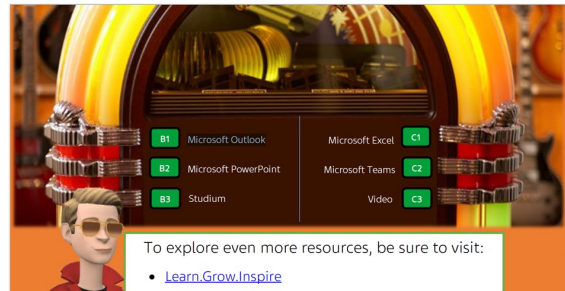 B1 Microsoft Outlook
B2 Microsoft PowerPoint
B3 Studium
Microsoft Excel C1
Microsoft Teams C2
Video C3
To explore even more resources, be sure to visit:
• Learn.Grow.Inspire